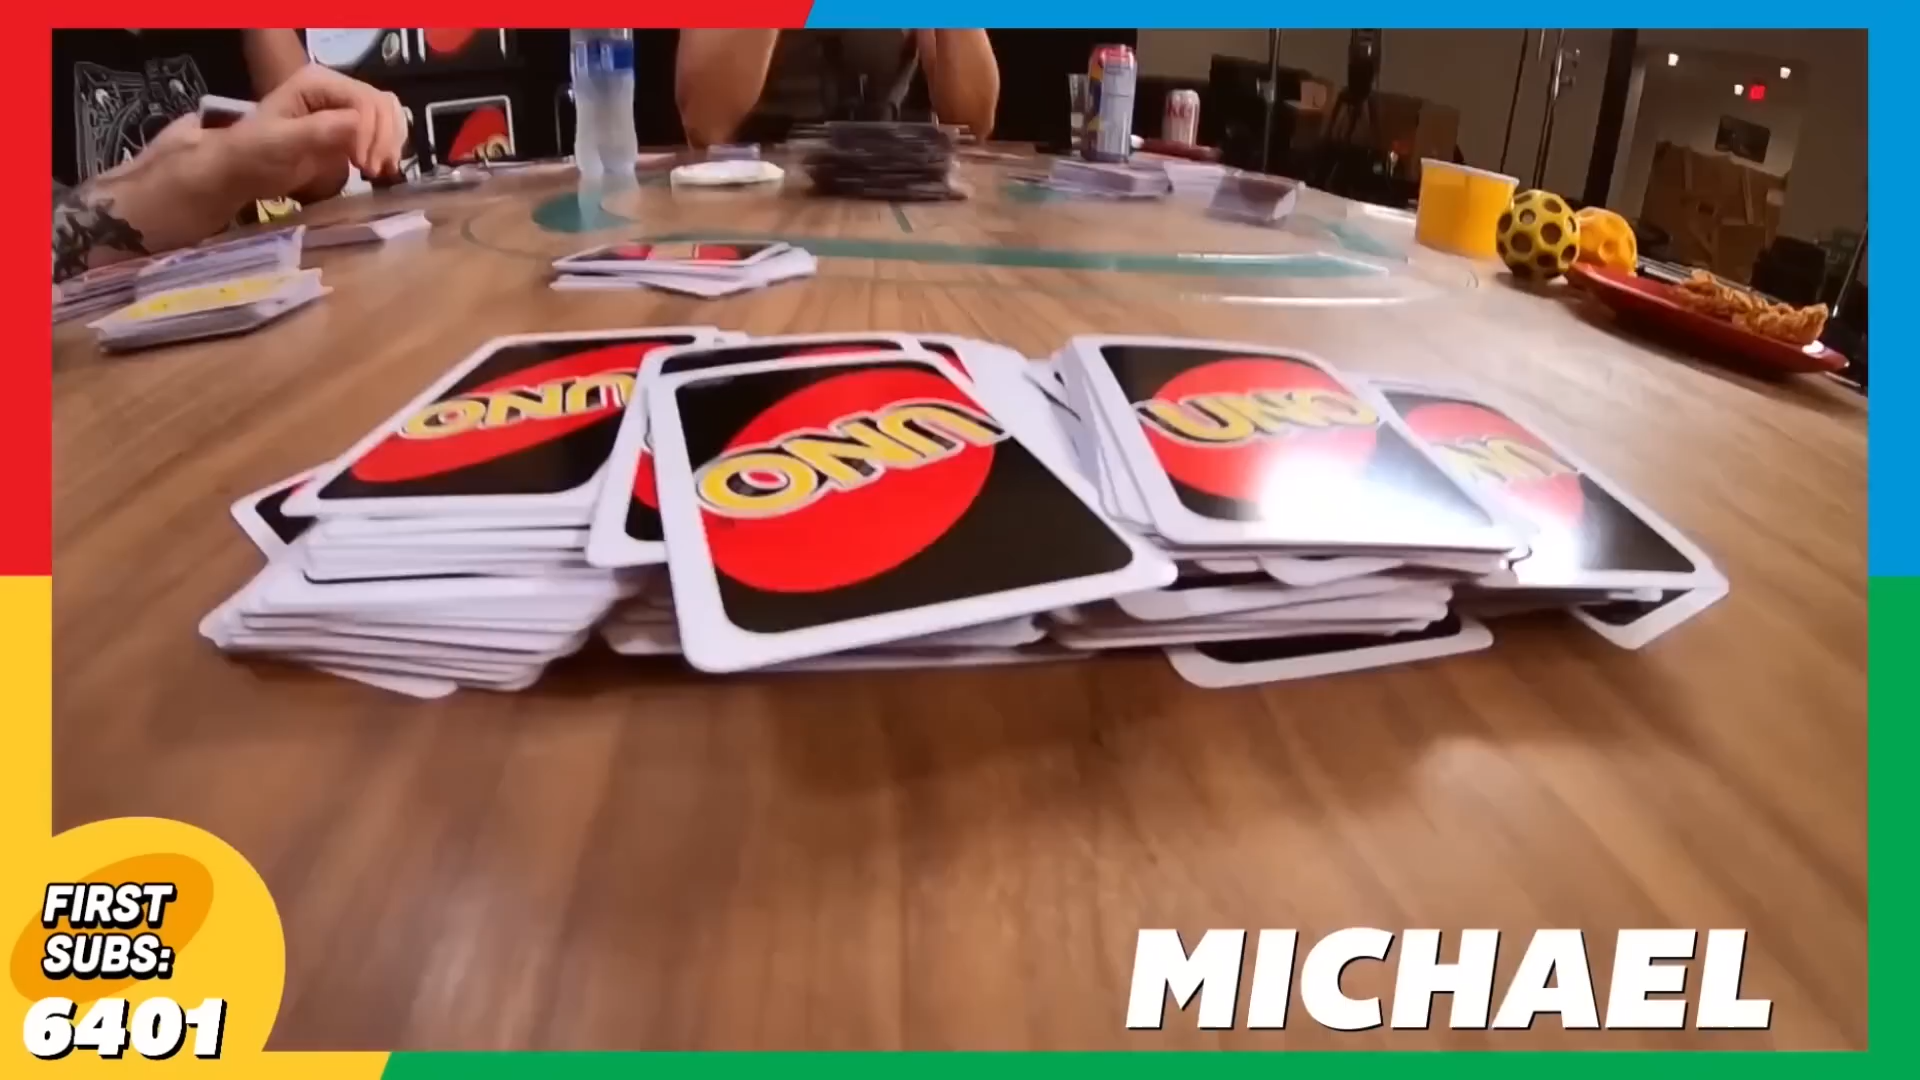 UNO
UNO
UNO
UNO
FIRST
SUBS:
6401
MICHAEL